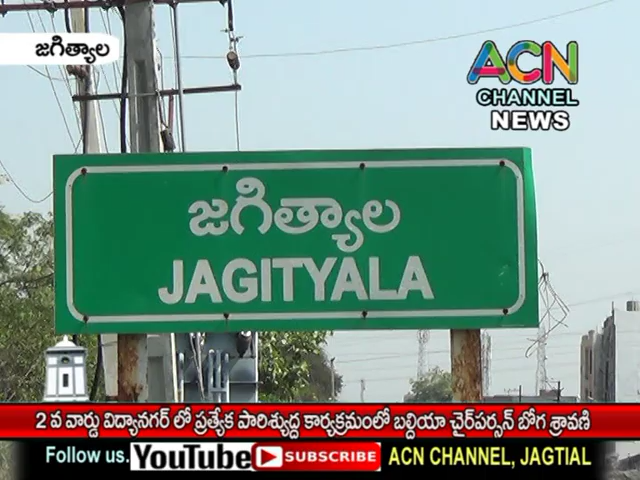 జగిత్యాల
ACN
CHANNEL
NEWS
జగిత్యాల
JAGITYALA
2 వ వార్డు విద్యానగర్ లో ప్రత్యేక పారిశ్యుద్ధ కార్యక్రమంలో బల్దియా చైర్‌పర్సన్ బోగ శ్రావణి
Follow us. YouTube SUBSCRIBE ACN CHANNEL, JAGTIAL